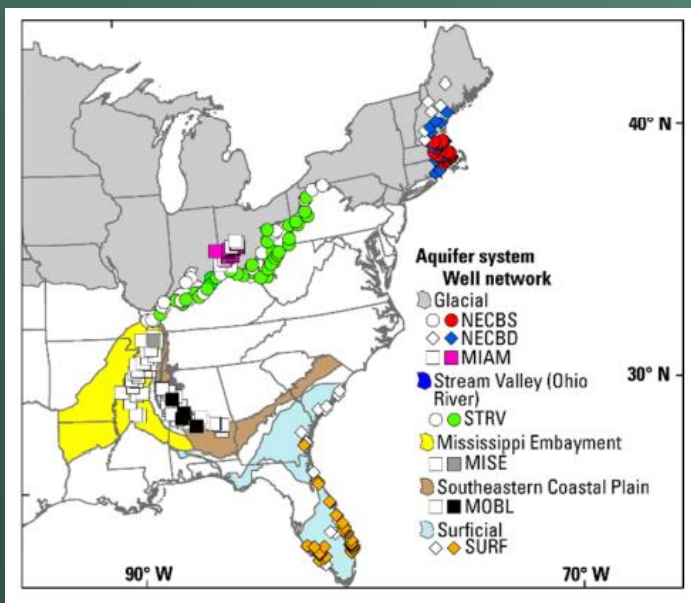 40° N
Aquifer system
Well network
Glacial
NECBS
NECBD
MIAM
30° N
Stream Valley (Ohio
River)
STRV
Mississippi Embayment
MISE
Southeastern Coastal Plain
MOBL
Surficial
SURF
90° W
70° W